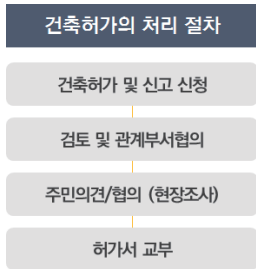 건축허가의 처리 절차
건축허가 및 신고 신청
검토 및 관계부서협의
주민의견/협의 (현장조사)
허가서 교부